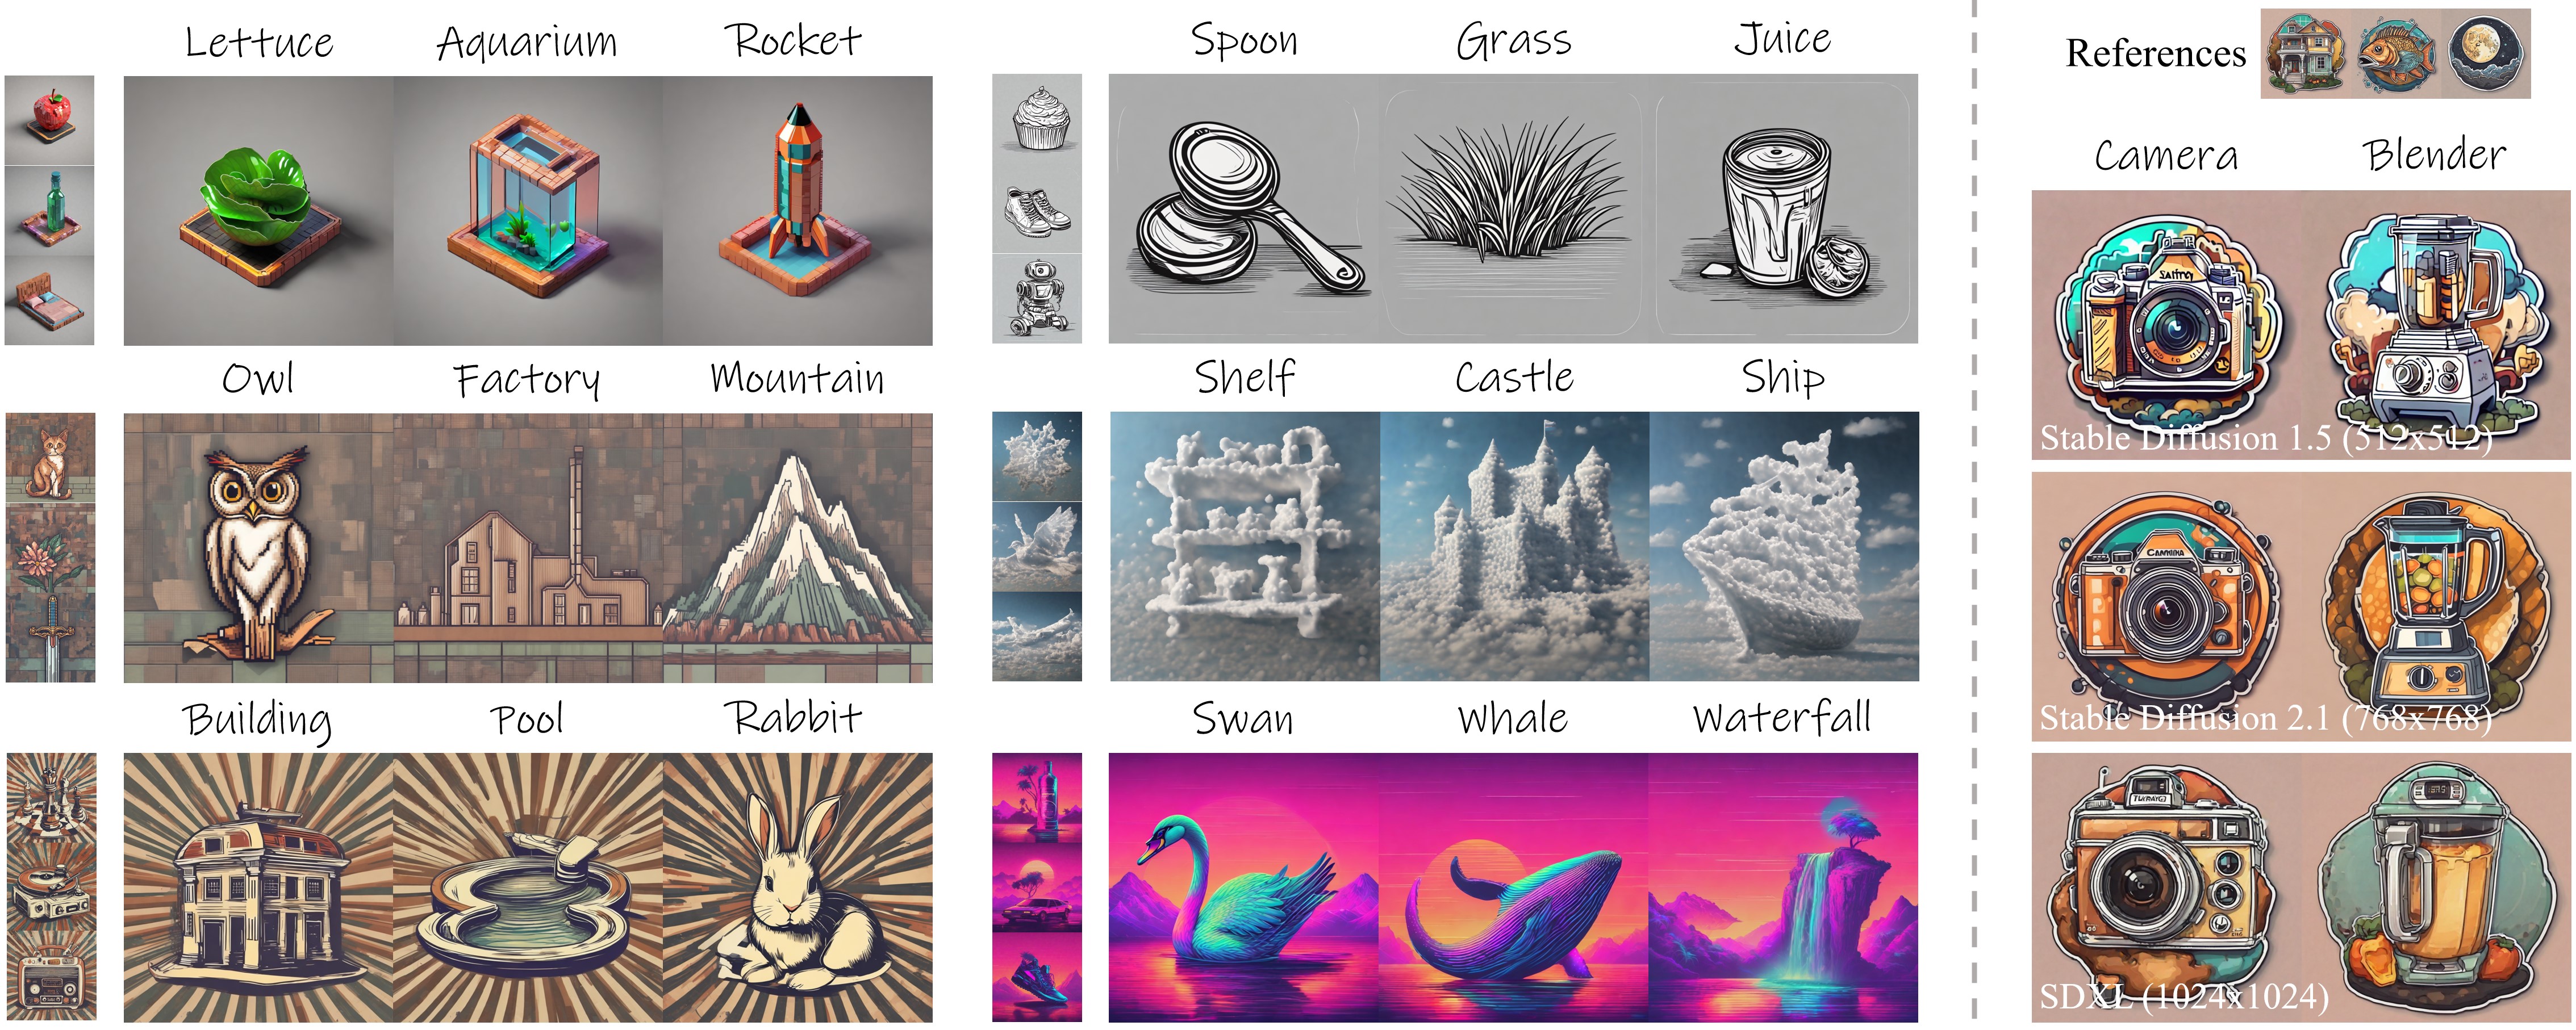 Lettuce Aquarium Rocket
Spoon Grass Juice
Owl Factory Mountain
Shelf Castle Ship
Building Pool Rabbit
Swan Whale Waterfall
References
Camera Blender
Stable Diffusion 1.5 (512x512)
Stable Diffusion 2.1 (768x768)
SDXL (1024x1024)